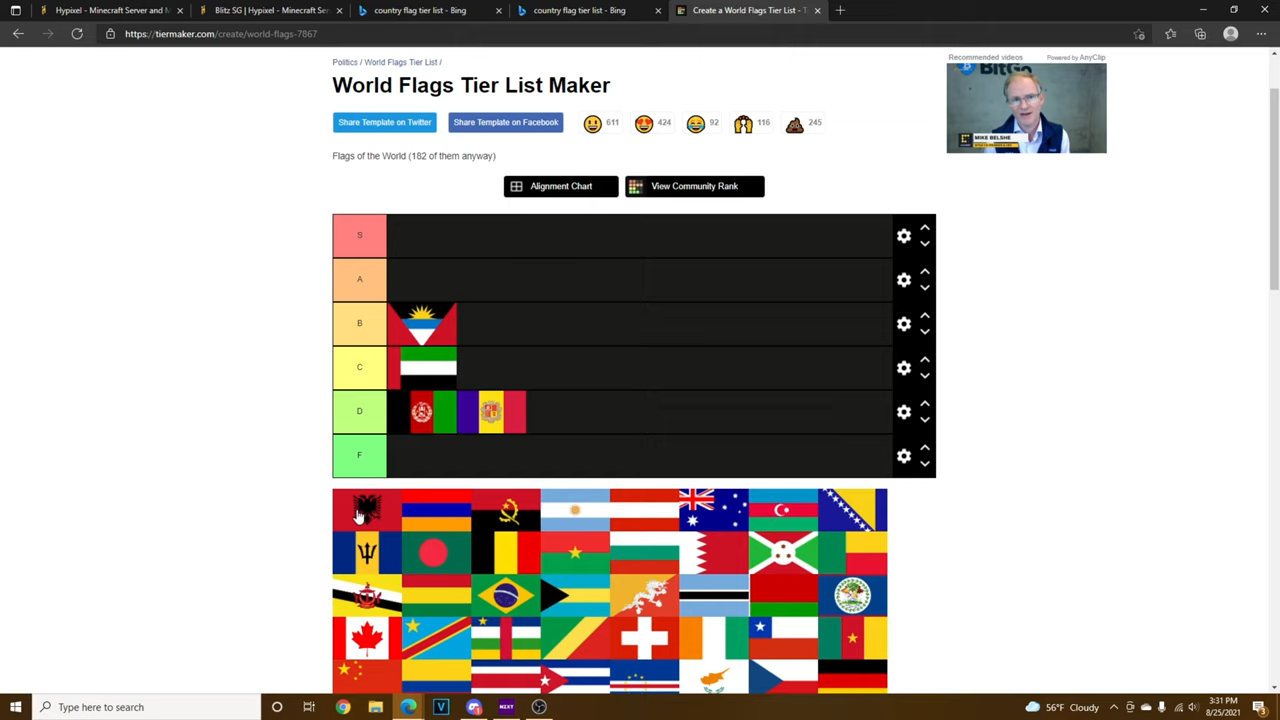 Hypixel - Minecraft Server and M
Blitz SG | Hypixel - Minecraft Ser
country flag tier list - Bing
country flag tier list - Bing
Create a World Flags Tier List - T
https://tiermaker.com/create/world-flags-7867
Politics / World Flags Tier List /
World Flags Tier List Maker
Share Template on Twitter
Share Template on Facebook
611
424
92
116
245
Flags of the World (182 of them anyway)
Alignment Chart
View Community Rank
Recommended videos
Powered by AnyClip
BitGo
MIKE BELSHE
S
A
B
C
D
F
Type here to search
V
NEXT
56°F Cloudy
3:31 PM
8/25/2021
3